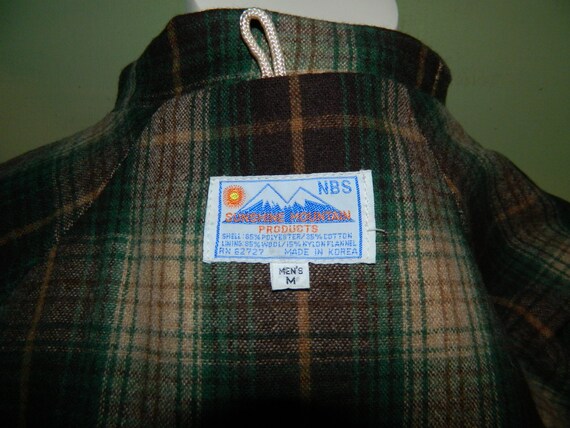 NBS
SUNSHINE MOUNTAIN
PRODUCTS
SHELL: 65% POLYESTER/35% COTTON
LINING: 85% WOOL/15% NYLON FLANNEL
RN 62727 MADE IN KOREA
MEN'S
M